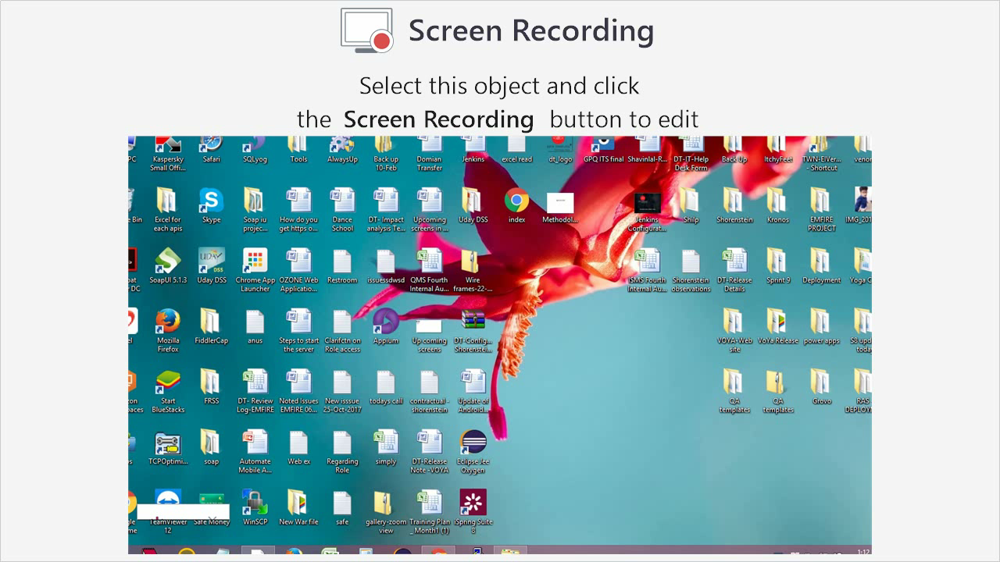 Screen Recording
Select this object and click
the Screen Recording button to edit
PC
Kaspersky
Small Offi...
Safari
SQLyog
Tools
AlwaysUp
Back up
10-Feb
Domian
Transfer
Jenkins
excel read
dt_logo
GPQ ITS final
Shavinlal-R...
DT-IT-Help
Desk Form
Back Up
ItchyFeet
TWN-ElVer...
- Shortcut
e Bin
Excel for
each apis
Skype
Soap iu
projec...
How do you
get https o...
Dance
School
DT- Impact
analysis Te...
Upcoming
screens in ...
Uday DSS
index
Methodol...
Jenkins
Configurat...
Shilp
Shorenstein
Kronos
EMFIRE
PROJECT
IMG_201
DC
SoapUI 5.1.3
Uday DSS
Chrome App
Launcher
OZONE Web
Applicatio...
Restroom
issuessdwsd
QMS Fourth
Internal Au...
Wire
frames-22-...
ISMS Fourth
Internal Au...
Shorenstein
observations
DT-Release
Details
Sprint 9
Deployment
Yoga C
Mozilla
Firefox
FiddlerCap
anus
Steps to start
the server
Clarifctn on
Role access
Appium
Up coming
screens
DT-Config...
Shorenstei...
VOYA-Web
site
VoYa Release
power apps
S8 upd
today
Start
BlueStacks
FRSS
DT- Review
Log-EMFIRE
Noted Issues
EMFIRE 06...
New isssue
25-Oct-2017
todays call
contractual -
shorenstein
Update of
Android...
QA
templates
QA
templates
Grovo
RAS
DEPLOY
TCPOptimi...
soap
Automate
Mobile A...
Web ex
Regarding
Role
simply
DT-Release
Note -VOYA
Eclipse Jee
Oxygen
TeamViewer
12
Safe Money
WinSCP
New War file
safe
gallery-zoom
view
Training Plan
_ Month1 (1)
iSpring Suite
8
1:12